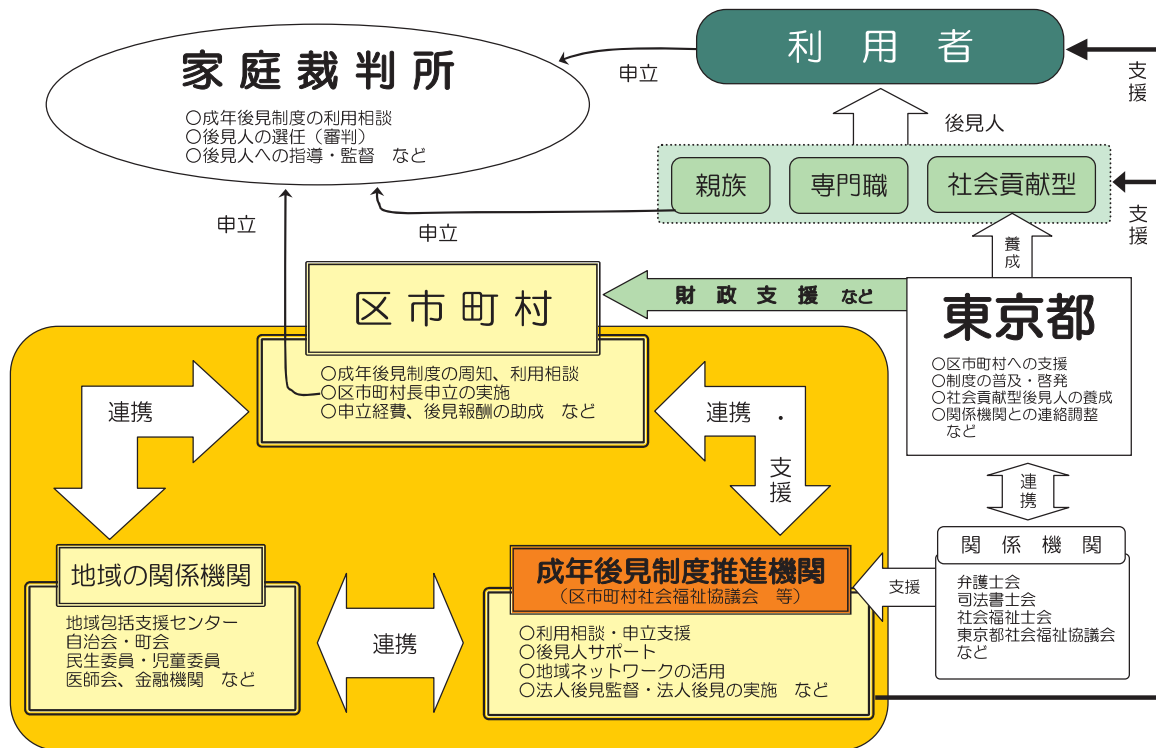 利用者
支援
申立
家庭裁判所
○成年後見制度の利用相談
○後見人の選任（審判）
○後見人への指導・監督 など
後見人
親族
専門職
社会貢献型
支援
申立
申立
養成
区市町村
○成年後見制度の周知、利用相談
○区市町村長申立の実施
○申立経費、後見報酬の助成 など
財政支援など
東京都
○区市町村への支援
○制度の普及・啓発
○社会貢献型後見人の養成
○関係機関との連絡調整
など
連携
連携・
支援
連携
地域の関係機関
地域包括支援センター
自治会・町会
民生委員・児童委員
医師会、金融機関 など
連携
成年後見制度推進機関
（区市町村社会福祉協議会 等）
○利用相談・申立支援
○後見人サポート
○地域ネットワークの活用
○法人後見監督・法人後見の実施 など
支援
関係機関
弁護士会
司法書士会
社会福祉士会
東京都社会福祉協議会
など